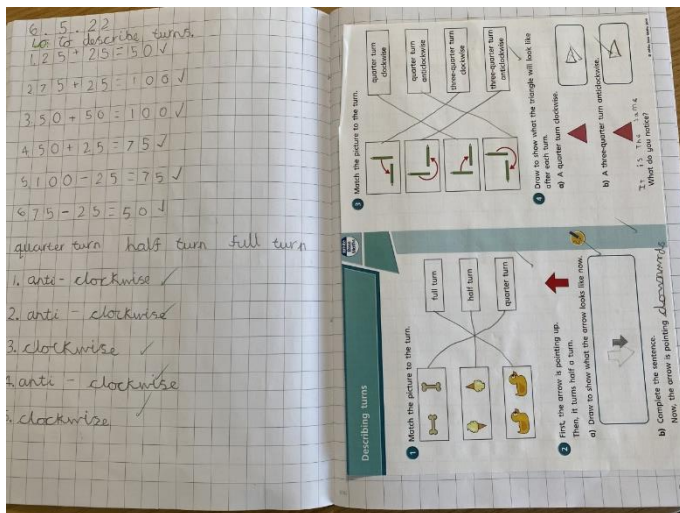 6.5.22
LO: to describe turns.
1, 25 + 25 = 50 ✓
2 75 + 25 = 100 ✓
3, 50 + 50 = 100 ✓
4 50 + 25 = 75 ✓
5, 100 - 25 = 75 ✓
6 75 - 25 = 50 ✓
quarter turn half turn full turn
1. anti - clockwise ✓
2. anti - clockwise ✓
3. clockwise ✓
4. anti - clockwise ✓
5. clockwise ✓
Describing turns
1 Match the picture to the turn.
full turn
half turn
quarter turn
2 First, the arrow is pointing up.
Then, it turns half a turn.
a) Draw to show what the arrow looks like now.
b) Complete the sentence.
Now, the arrow is pointing downwards
3 Match the picture to the turn.
quarter turn
clockwise
quarter turn
anticlockwise
three-quarter turn
clockwise
three-quarter turn
anticlockwise
4 Draw to show what the triangle will look like
after each turn.
a) A quarter turn clockwise.
b) A three-quarter turn anticlockwise.
It is the same
What do you notice?